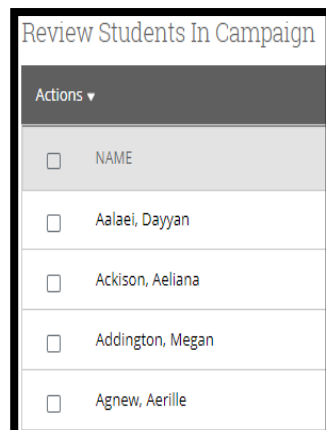 Review Students In Campaign
Actions ▾
NAME
Aalaei, Dayyan
Ackison, Aeliana
Addington, Megan
Agnew, Aerille